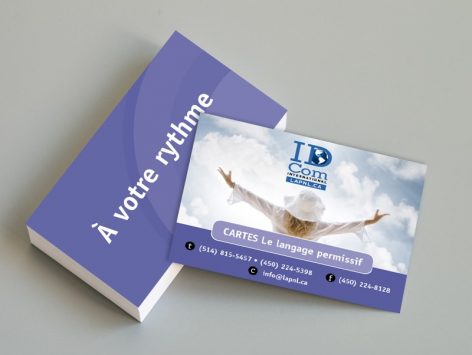 À votre rythme
ID
Com
INTERNATIONAL
LAPNL.CA
CARTES Le langage permissif
t (514) 815-5457 • (450) 224-5398
f (450) 224-8128
c info@lapnl.ca